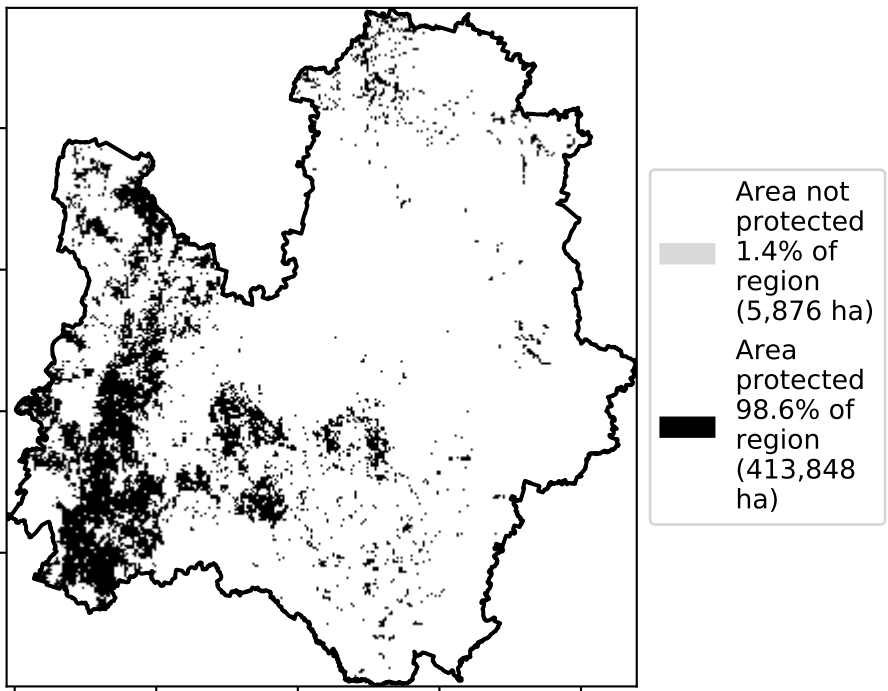 Area not
protected
1.4% of
region
(5,876 ha)
Area
protected
98.6% of
region
(413,848
ha)